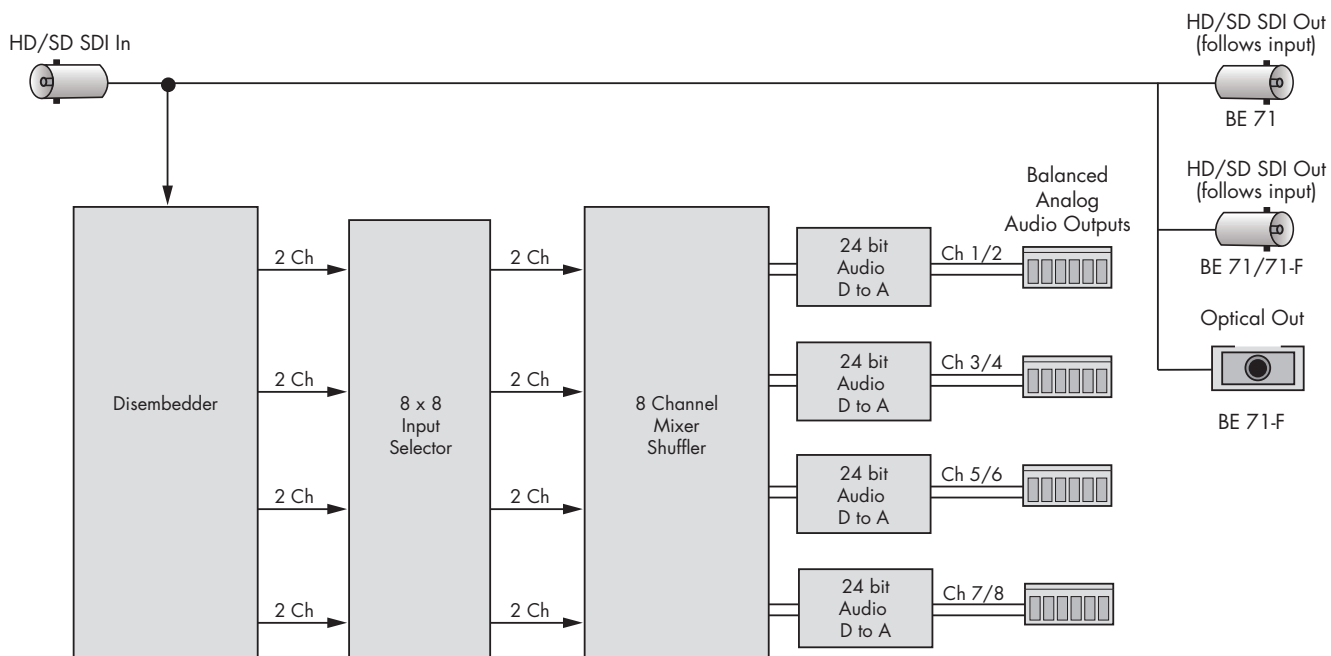 HD/SD SDI In
HD/SD SDI Out
(follows input)
BE 71
HD/SD SDI Out
(follows input)
BE 71/71-F
Optical Out
BE 71-F
Balanced
Analog
Audio Outputs
Disembedder
2 Ch
2 Ch
2 Ch
2 Ch
8 x 8
Input
Selector
2 Ch
2 Ch
2 Ch
2 Ch
8 Channel
Mixer
Shuffler
24 bit
Audio
D to A
Ch 1/2
24 bit
Audio
D to A
Ch 3/4
24 bit
Audio
D to A
Ch 5/6
24 bit
Audio
D to A
Ch 7/8